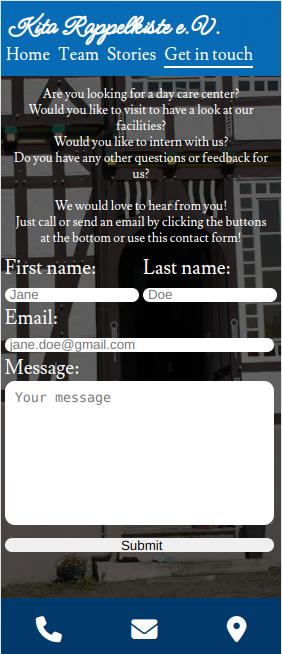 Kita Rappelkiste e.V.
Home Team Stories Get in touch
Are you looking for a day care center?
Would you like to visit to have a look at our
facilities?
Would you like to intern with us?
Do you have any other questions or feedback for
us?
We would love to hear from you!
Just call or send an email by clicking the buttons
at the bottom or use this contact form!
First name: Last name:
Jane Doe
Email:
jane.doe@gmail.com
Message:
Your message
Submit